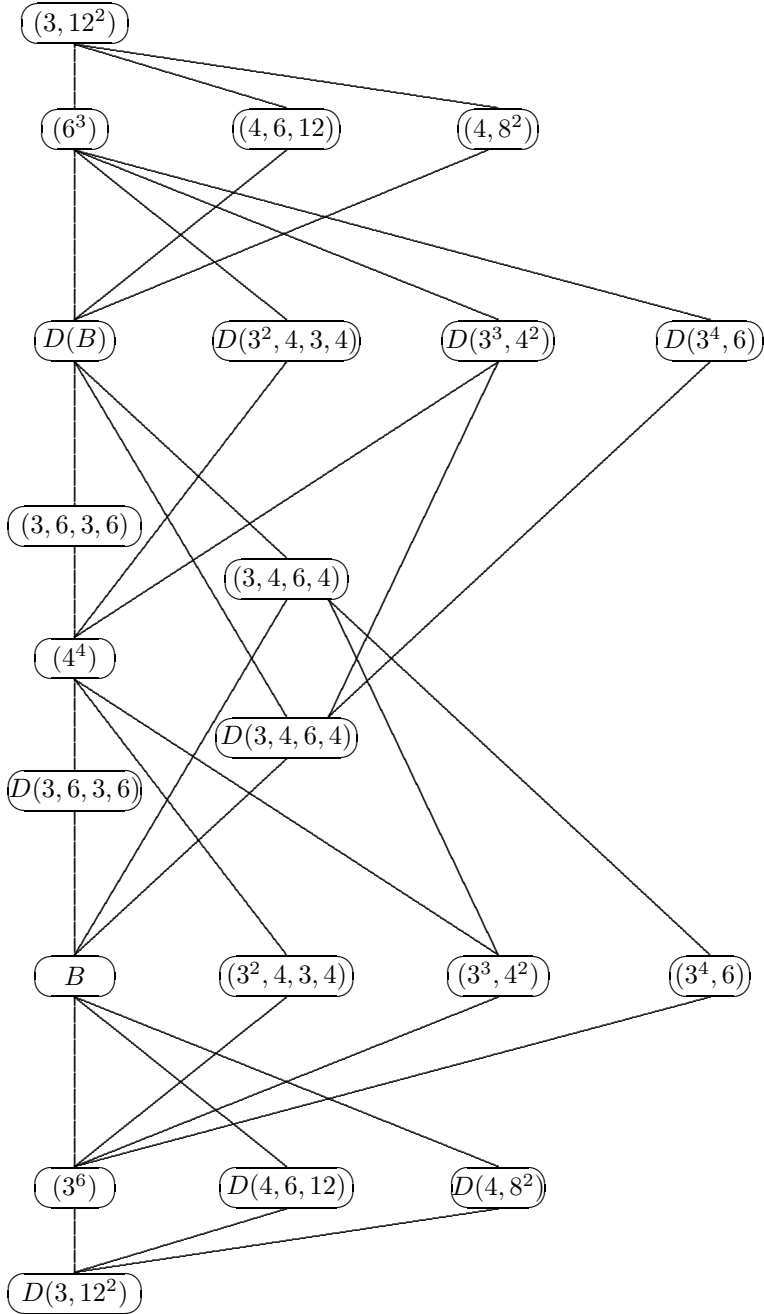 (3, 12²)
(6³) (4, 6, 12) (4, 8²)
D(B) D(3², 4, 3, 4) D(3³, 4²) D(3⁴, 6)
(3, 6, 3, 6)
(3, 4, 6, 4)
(4⁴)
D(3, 4, 6, 4)
D(3, 6, 3, 6)
B (3², 4, 3, 4) (3³, 4²) (3⁴, 6)
(3⁶) D(4, 6, 12) D(4, 8²)
D(3, 12²)